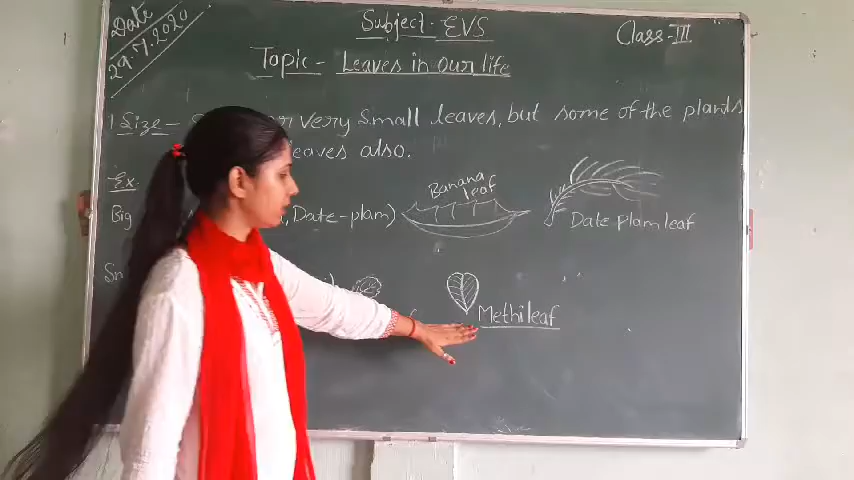 Date
29.7.2020
Subject:- EVS
Class-III
Topic - Leaves in our life
1 Size - very small leaves, but some of the plants
leaves also.
Ex.
Big Date-plam)
Banana
leaf
Date plam leaf
Methi leaf